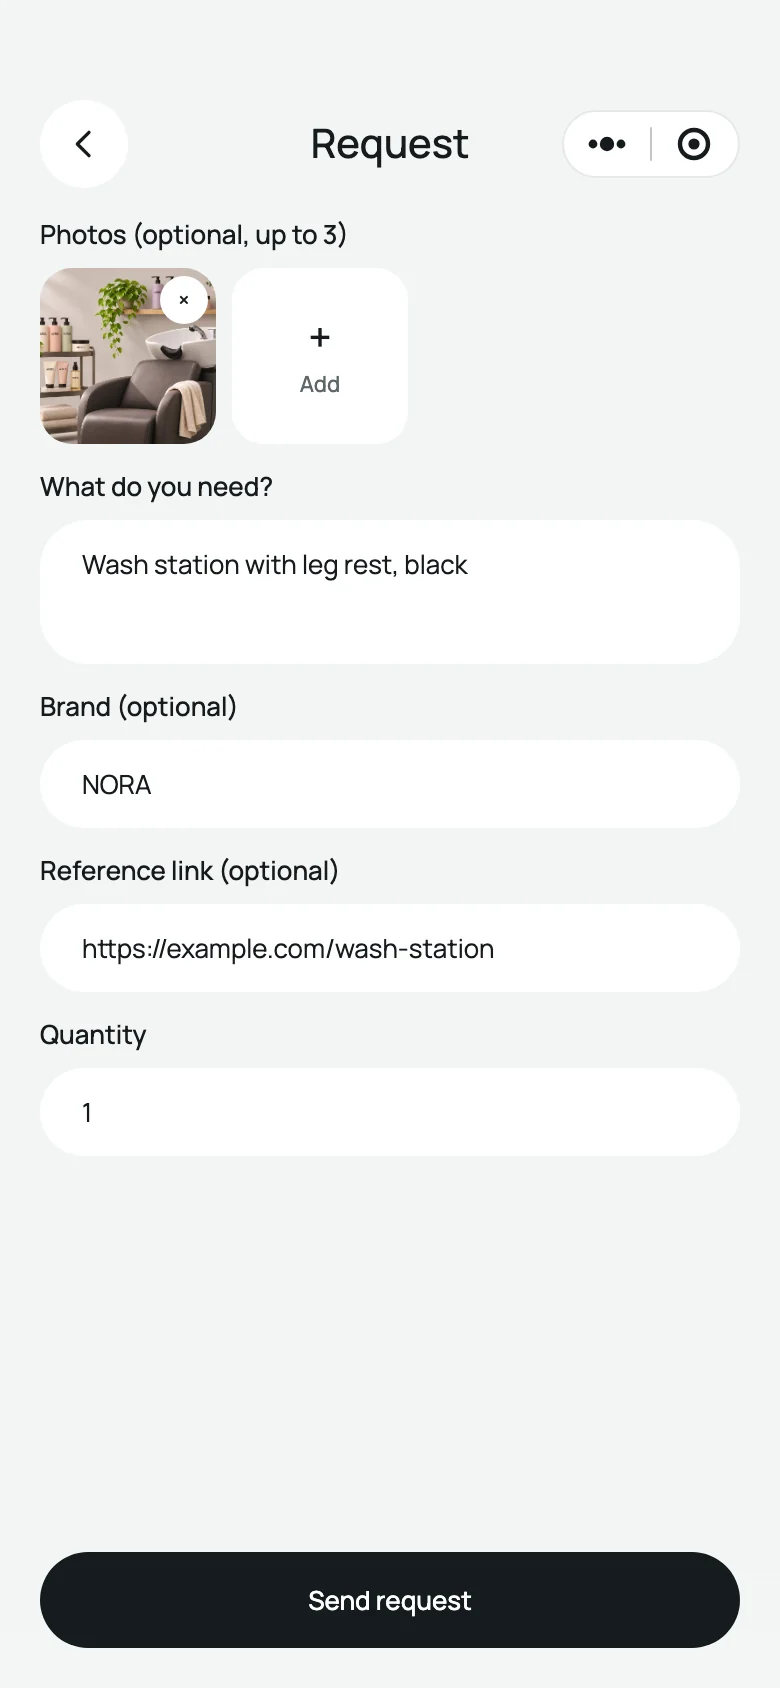 Request
Photos (optional, up to 3)
Add
What do you need?
Wash station with leg rest, black
Brand (optional)
NORA
Reference link (optional)
https://example.com/wash-station
Quantity
1
Send request